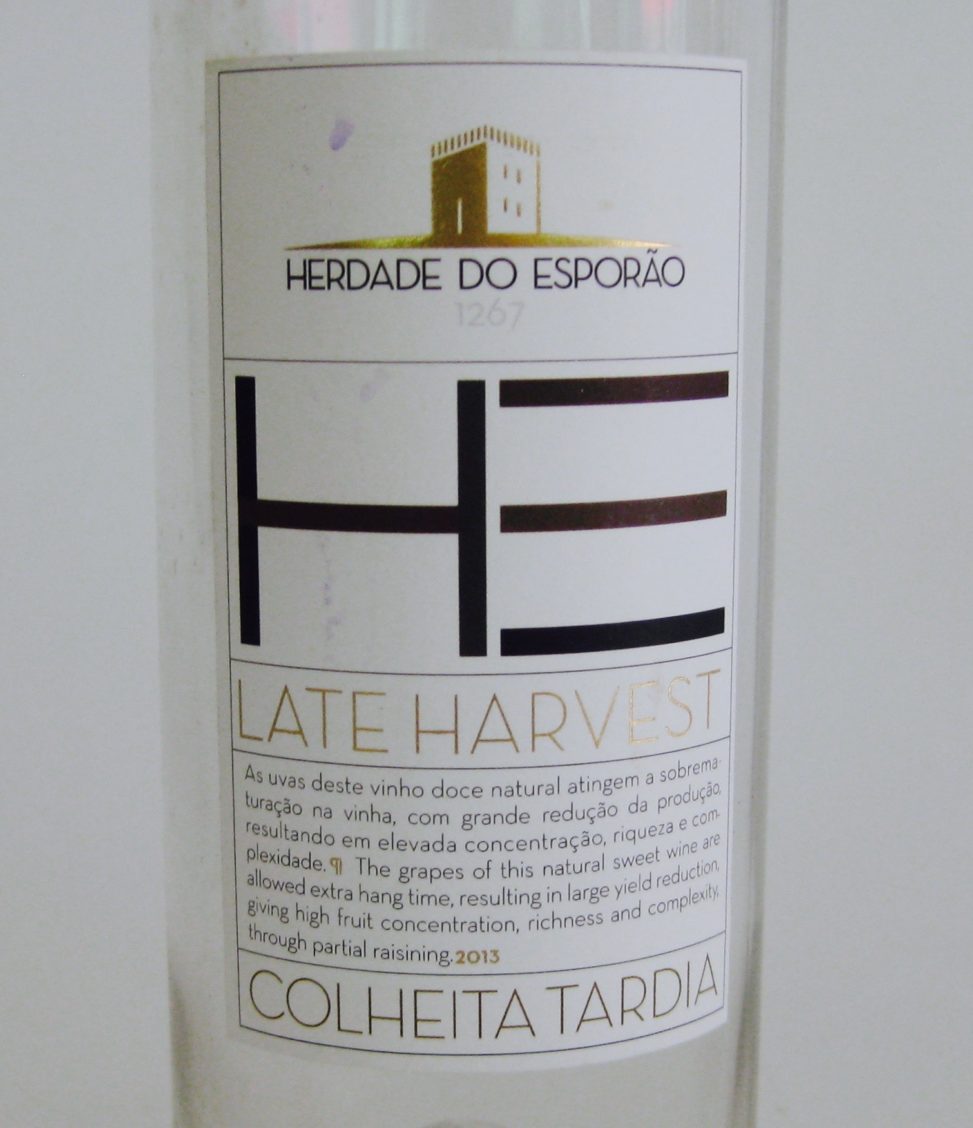 HERDADE DO ESPORÃO
1267
HE
LATE HARVEST
As uvas deste vinho doce natural atingem a sobrema-
turação na vinha, com grande redução da produção,
resultando em elevada concentração, riqueza e com-
plexidade.¶ The grapes of this natural sweet wine are
allowed extra hang time, resulting in large yield reduction,
giving high fruit concentration, richness and complexity,
through partial raisining.2013
COLHEITA TARDIA